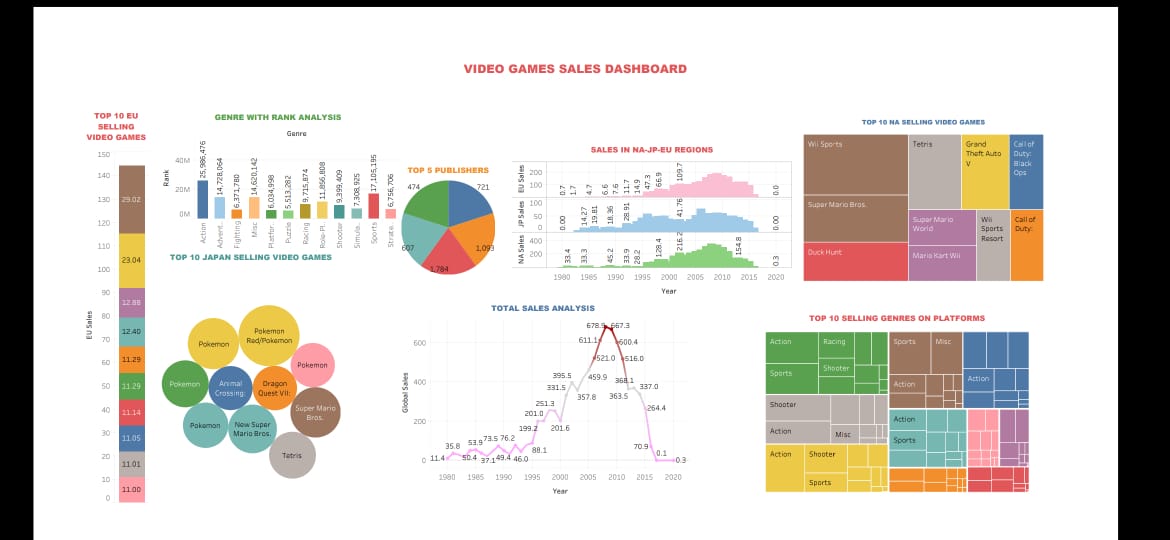 VIDEO GAMES SALES DASHBOARD
TOP 10 EU
SELLING
VIDEO GAMES
EU Sales
150
140
130
120
110
100
90
80
70
60
50
40
30
20
10
0
29.02
23.04
12.88
12.40
11.29
11.29
11.14
11.05
11.01
11.00
GENRE WITH RANK ANALYSIS
Genre
Rank
40M
20M
0M
25,986,476
14,728,064
6,371,780
14,620,142
6,034,998
5,513,282
9,715,874
11,856,808
9,399,409
7,308,925
17,105,195
6,756,706
Action
Advent.
Fighting
Misc
Platfor.
Puzzle
Racing
Role-Pl.
Shooter
Simule.
Sports
Strate.
TOP 5 PUBLISHERS
474
721
607
1,093
1,784
SALES IN NA-JP-EU REGIONS
EU Sales
200
100
0
0.7
1.7
4.7
6.6
7.6
11.7
14.9
47.3
66.9
109.7
0.0
JP Sales
100
50
0
0.00
14.27
19.81
18.36
28.91
41.76
0.00
NA Sales
400
200
33.4
33.3
45.2
33.9
28.2
128.4
216.2
154.8
0.3
1980
1985
1990
1995
2000
2005
2010
2015
2020
Year
TOP 10 NA SELLING VIDEO GAMES
Wii Sports
Super Mario Bros.
Duck Hunt
Tetris
Grand
Theft Auto
V
Call of
Duty:
Black
Ops
Super Mario
World
Mario Kart Wii
Wii
Sports
Resort
Call of
Duty:
TOP 10 JAPAN SELLING VIDEO GAMES
Pokemon
Pokemon
Red/Pokemon
Pokemon
Pokemon
Animal
Crossing:
Dragon
Quest VII:
Super Mario
Bros.
Pokemon
New Super
Mario Bros.
Tetris
TOTAL SALES ANALYSIS
Global Sales
600
400
200
0
11.4
35.8
50.4
53.9
37.1
73.5
49.4
76.2
46.0
88.1
199.2
201.0
251.3
201.6
331.5
395.5
357.8
459.9
521.0
611.1
678.9
667.3
600.4
516.0
368.1
363.5
337.0
264.4
70.9
0.1
0.3
1980
1985
1990
1995
2000
2005
2010
2015
2020
Year
TOP 10 SELLING GENRES ON PLATFORMS
Action
Racing
Sports
Shooter
Shooter
Action
Misc
Action
Shooter
Sports
Sports
Misc
Action
Action
Action
Sports